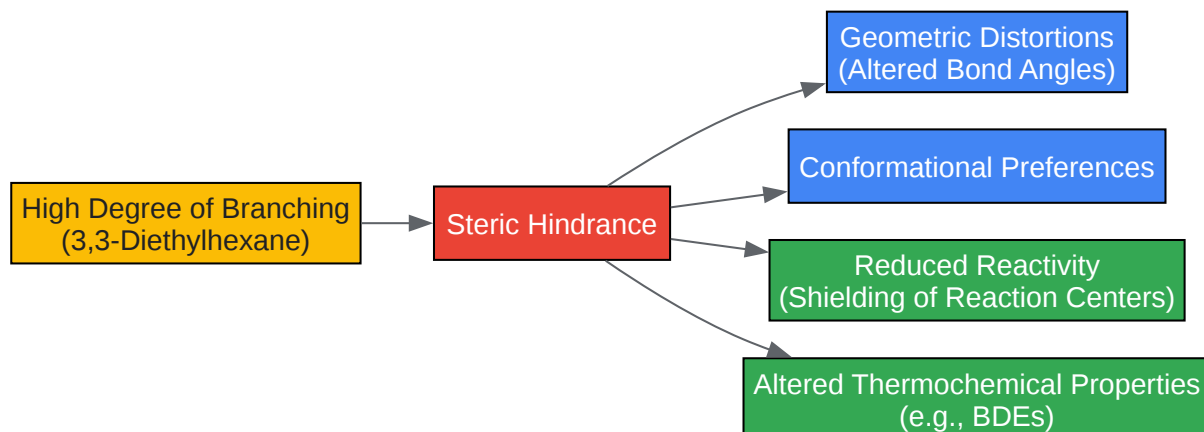 High Degree of Branching
(3,3-Diethylhexane)
Steric Hindrance
Geometric Distortions
(Altered Bond Angles)
Conformational Preferences
Reduced Reactivity
(Shielding of Reaction Centers)
Altered Thermochemical Properties
(e.g., BDEs)